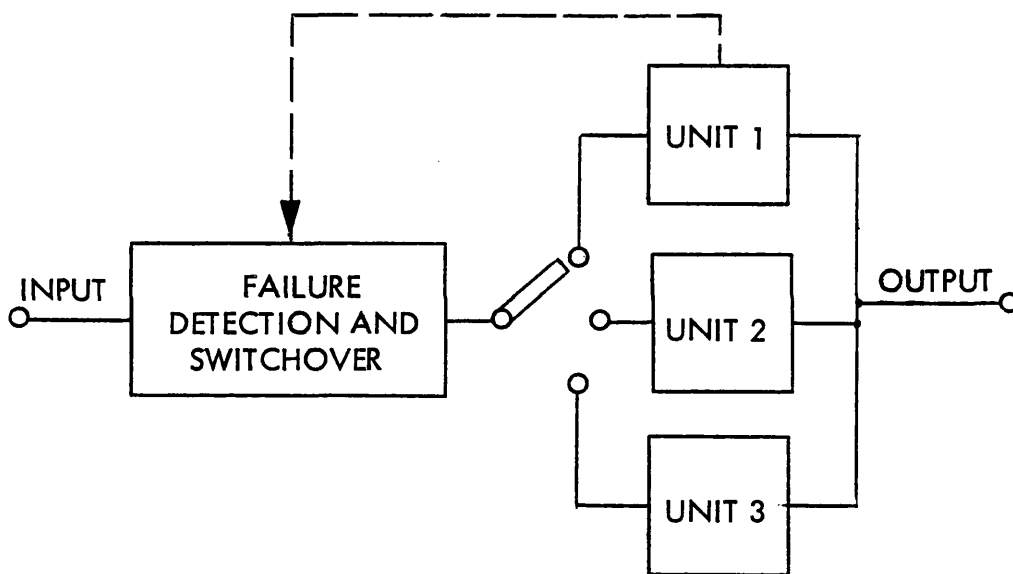 UNIT 1
INPUT
FAILURE
DETECTION AND
SWITCHOVER
UNIT 2
OUTPUT
UNIT 3